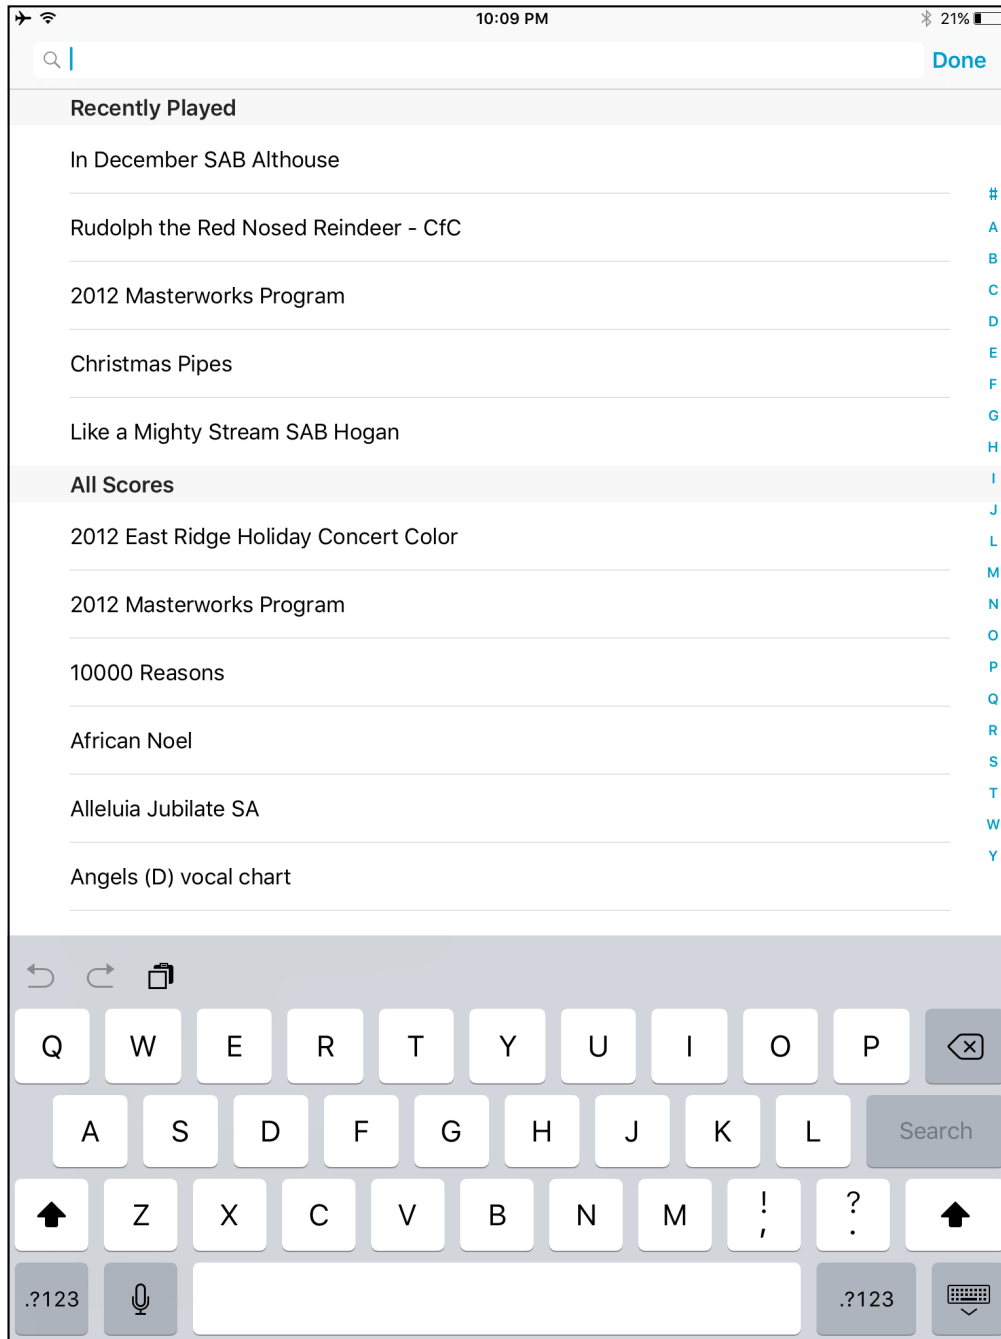 10:09 PM
21%
Done
Recently Played
In December SAB Althouse
Rudolph the Red Nosed Reindeer - CfC
2012 Masterworks Program
Christmas Pipes
Like a Mighty Stream SAB Hogan
All Scores
2012 East Ridge Holiday Concert Color
2012 Masterworks Program
10000 Reasons
African Noel
Alleluia Jubilate SA
Angels (D) vocal chart
#
A
B
C
D
E
F
G
H
I
J
L
M
N
O
P
Q
R
S
T
W
Y
Q W E R T Y U I O P
A S D F G H J K L Search
Z X C V B N M ! , ? .
.?123 .?123